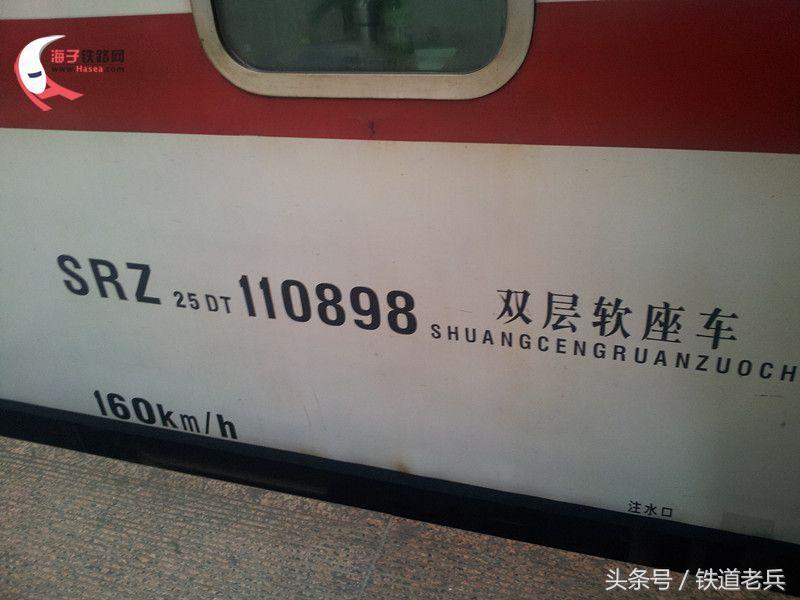 海子铁路网
www.Hasea.com
SRZ 25DT 110898 双层软座车
SHUANGCENGRUANZUOCH
160km/h
注水口
头条号 / 铁道老兵